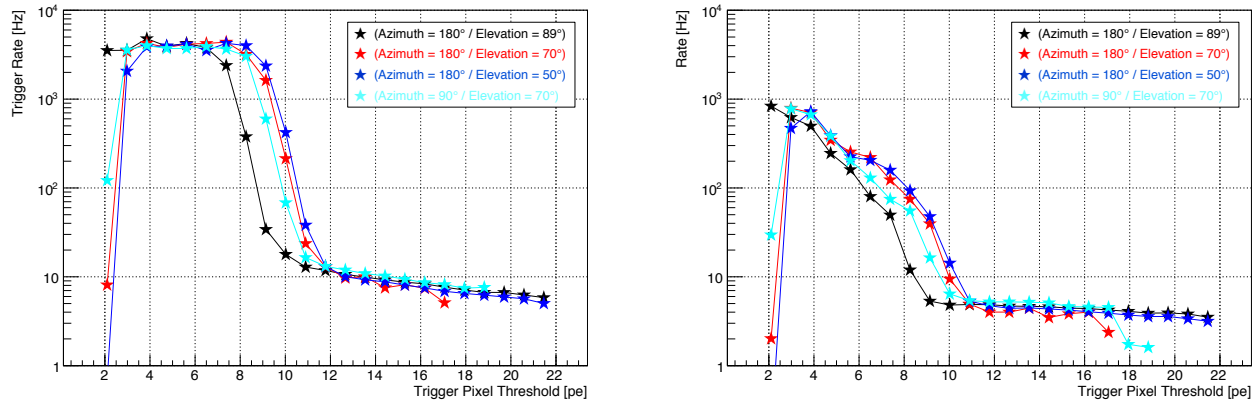 Trigger Rate [Hz]
10⁴
10³
10²
10
1
2 4 6 8 10 12 14 16 18 20 22
Trigger Pixel Threshold [pe]
(Azimuth = 180° / Elevation = 89°)
(Azimuth = 180° / Elevation = 70°)
(Azimuth = 180° / Elevation = 50°)
(Azimuth = 90° / Elevation = 70°)
Rate [Hz]
10⁴
10³
10²
10
1
2 4 6 8 10 12 14 16 18 20 22
Trigger Pixel Threshold [pe]
(Azimuth = 180° / Elevation = 89°)
(Azimuth = 180° / Elevation = 70°)
(Azimuth = 180° / Elevation = 50°)
(Azimuth = 90° / Elevation = 70°)